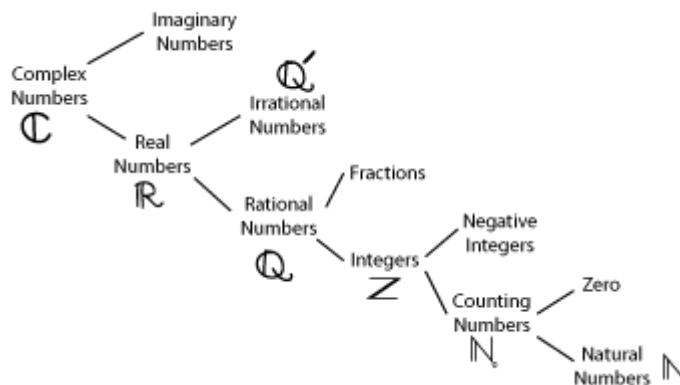 Imaginary
Numbers
Complex
Numbers
ℂ
ℚ′
Irrational
Numbers
Real
Numbers
ℝ
Fractions
Rational
Numbers
ℚ
Negative
Integers
Integers
ℤ
Zero
Counting
Numbers
ℕ₀
Natural
Numbers ℕ